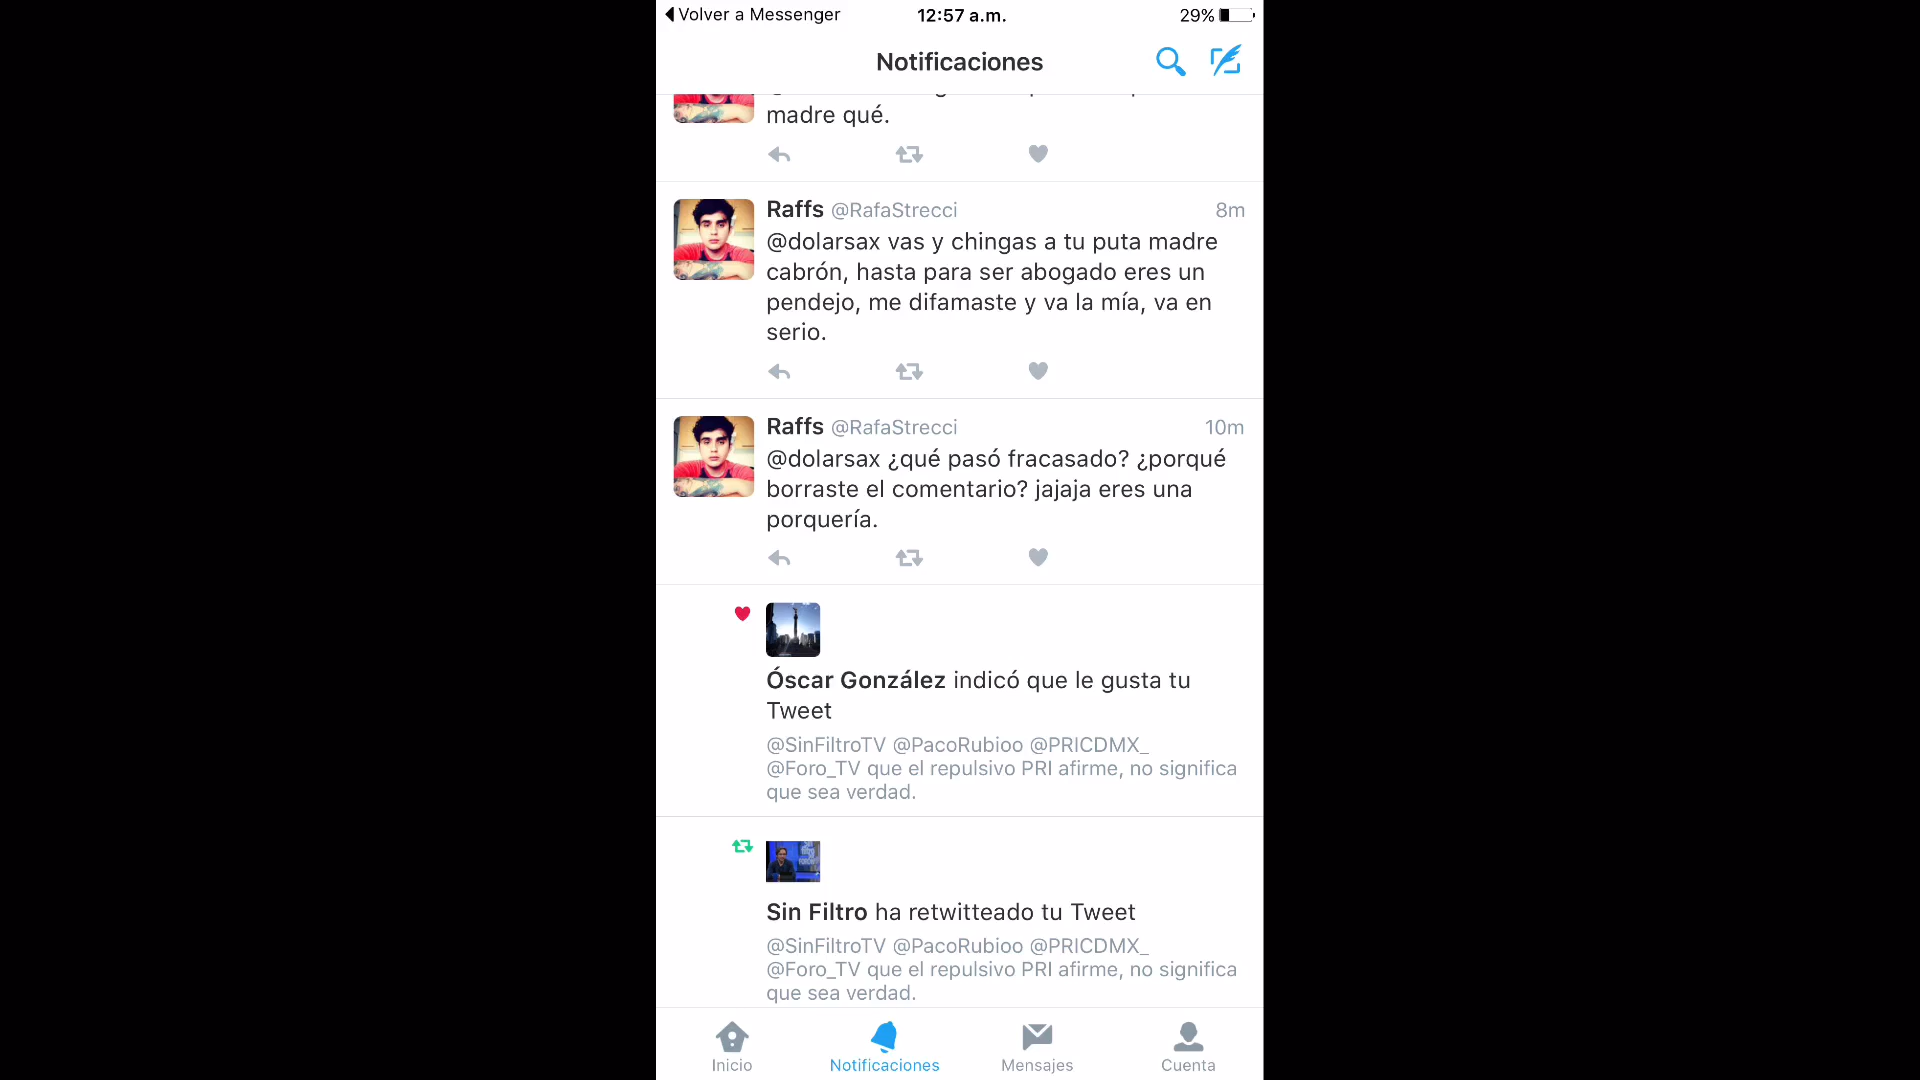 Volver a Messenger
12:57 a.m.
29%
Notificaciones
madre qué.
Raffs @RafaStrecci
8m
@dolarsax vas y chingas a tu puta madre
cabrón, hasta para ser abogado eres un
pendejo, me difamaste y va la mía, va en
serio.
Raffs @RafaStrecci
10m
@dolarsax ¿qué pasó fracasado? ¿porqué
borraste el comentario? jajaja eres una
porquería.
Óscar González indicó que le gusta tu
Tweet
@SinFiltroTV @PacoRubioo @PRICDMX_
@Foro_TV que el repulsivo PRI afirme, no significa
que sea verdad.
Sin Filtro ha retwitteado tu Tweet
@SinFiltroTV @PacoRubioo @PRICDMX_
@Foro_TV que el repulsivo PRI afirme, no significa
que sea verdad.
Inicio
Notificaciones
Mensajes
Cuenta